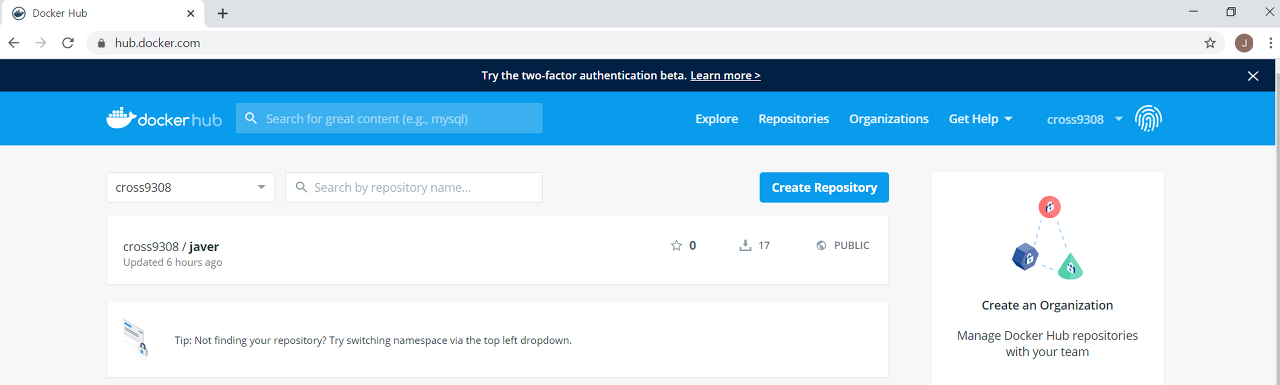 Docker Hub
hub.docker.com
J
Try the two-factor authentication beta. Learn more >
docker hub
Search for great content (e.g., mysql)
Explore
Repositories
Organizations
Get Help
cross9308
cross9308
Search by repository name...
Create Repository
cross9308 / javer
0
17
PUBLIC
Updated 6 hours ago
Tip: Not finding your repository? Try switching namespace via the top left dropdown.
Create an Organization
Manage Docker Hub repositories
with your team